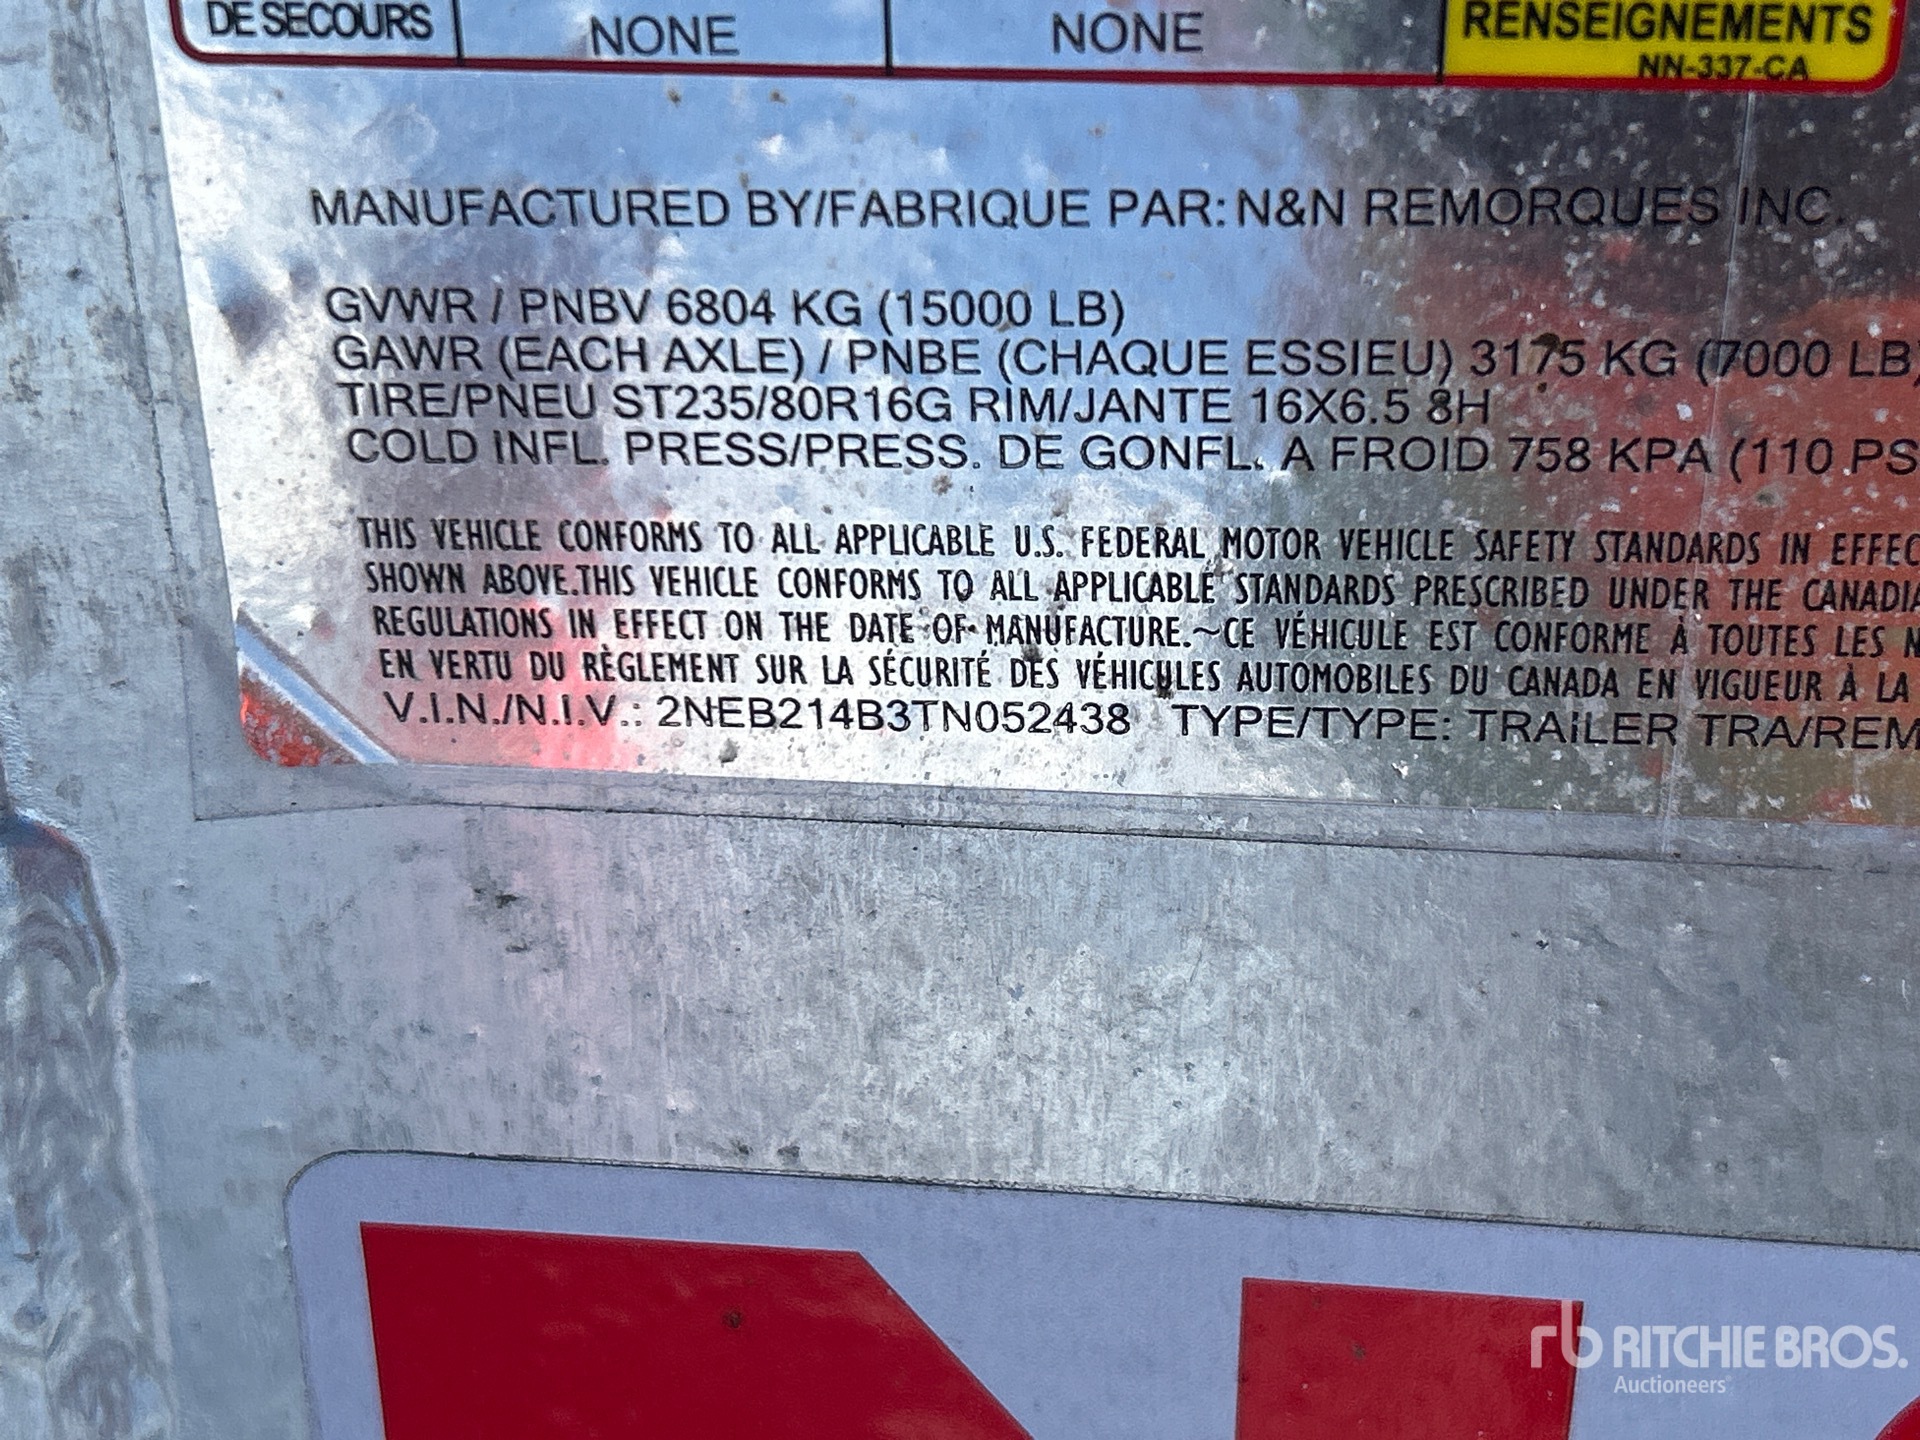 DE SECOURS NONE NONE RENSEIGNEMENTS
NN-337-CA
MANUFACTURED BY/FABRIQUE PAR: N&N REMORQUES INC.
GVWR / PNBV 6804 KG (15000 LB)
GAWR (EACH AXLE) / PNBE (CHAQUE ESSIEU) 3175 KG (7000 LB)
TIRE/PNEU ST235/80R16G RIM/JANTE 16X6.5 8H
COLD INFL. PRESS/PRESS. DE GONFL. A FROID 758 KPA (110 PS
THIS VEHICLE CONFORMS TO ALL APPLICABLE U.S. FEDERAL MOTOR VEHICLE SAFETY STANDARDS IN EFFEC
SHOWN ABOVE.THIS VEHICLE CONFORMS TO ALL APPLICABLE STANDARDS PRESCRIBED UNDER THE CANADIA
REGULATIONS IN EFFECT ON THE DATE OF MANUFACTURE.~CE VÉHICULE EST CONFORME À TOUTES LES N
EN VERTU DU RÈGLEMENT SUR LA SÉCURITÉ DES VÉHICULES AUTOMOBILES DU CANADA EN VIGUEUR À LA
V.I.N./N.I.V.: 2NEB214B3TN052438 TYPE/TYPE: TRAILER TRA/REM
rb RITCHIE BROS.
Auctioneers